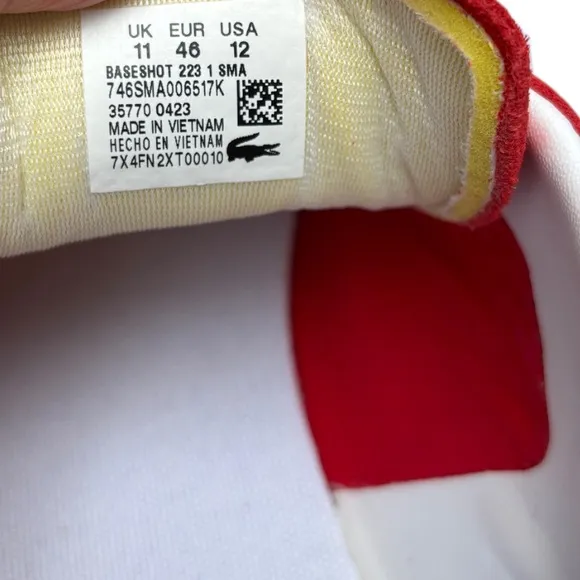 UK EUR USA
11 46 12
BASESHOT 223 1 SMA
746SMA006517K
35770 0423
MADE IN VIETNAM
HECHO EN VIETNAM
7X4FN2XT00010